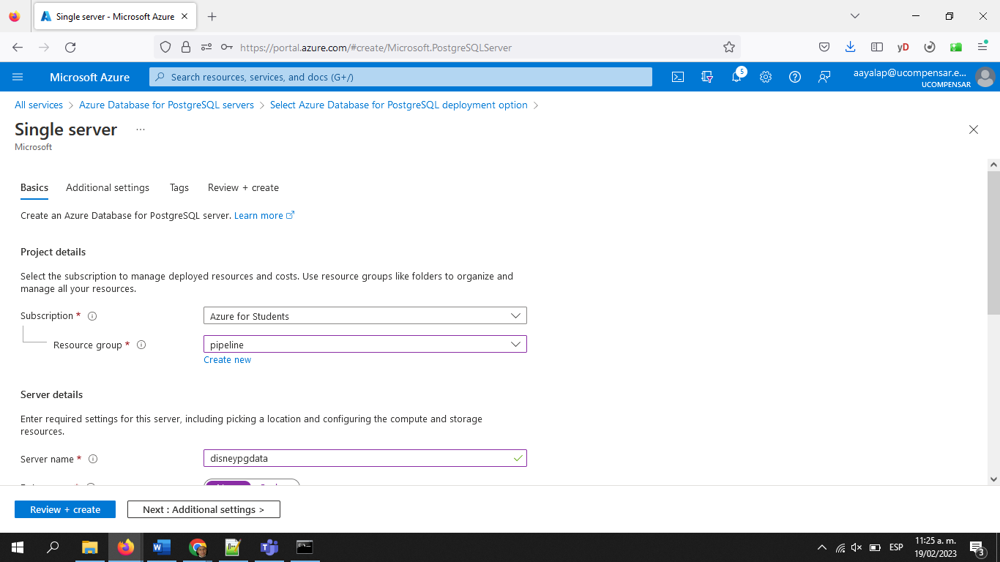 Single server - Microsoft Azure
https://portal.azure.com/#create/Microsoft.PostgreSQLServer
yD
Microsoft Azure
Search resources, services, and docs (G+/)
5
aayalap@ucompensar.e...
UCOMPENSAR
All services > Azure Database for PostgreSQL servers > Select Azure Database for PostgreSQL deployment option >
Single server ...
Microsoft
Basics Additional settings Tags Review + create
Create an Azure Database for PostgreSQL server. Learn more
Project details
Select the subscription to manage deployed resources and costs. Use resource groups like folders to organize and
manage all your resources.
Subscription *
Azure for Students
Resource group *
pipeline
Create new
Server details
Enter required settings for this server, including picking a location and configuring the compute and storage
resources.
Server name *
disneypgdata
Review + create
Next : Additional settings >
ESP
11:25 a. m.
19/02/2023
3